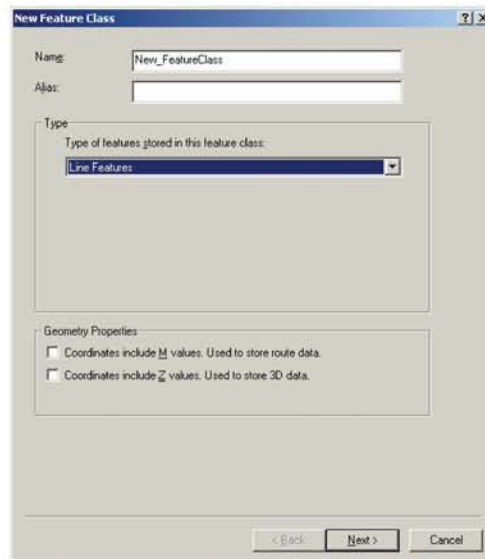 New Feature Class
Name: New_FeatureClass
Alias:
Type
Type of features stored in this feature class:
Line Features
Geometry Properties
Coordinates include M values. Used to store route data.
Coordinates include Z values. Used to store 3D data.
< Back Next > Cancel